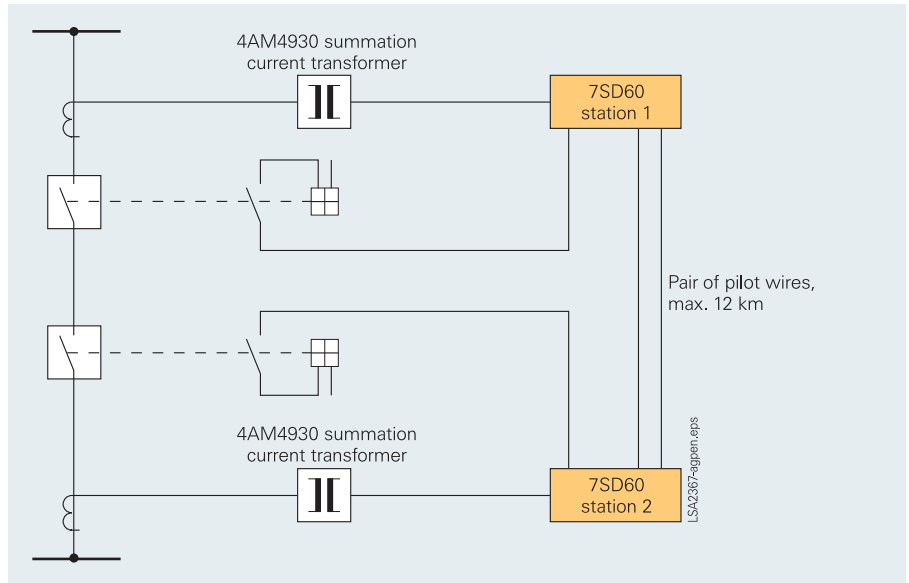 4AM4930 summation
current transformer
7SD60
station 1
Pair of pilot wires,
max. 12 km
4AM4930 summation
current transformer
7SD60
station 2
LSA2367-agpen.eps